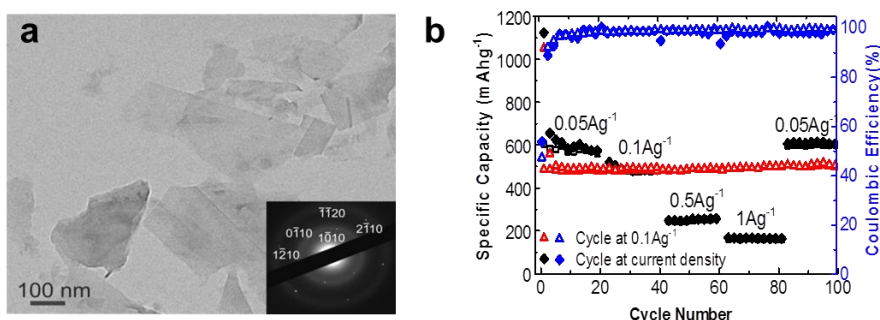 a
1̄1̄20
01̄10
101̄0
21̄1̄0
12̄10
100 nm
b
Specific Capacity (mAhg⁻¹)
1200
1000
800
600
400
200
0
0.05Ag⁻¹
0.1Ag⁻¹
0.5Ag⁻¹
1Ag⁻¹
0.05Ag⁻¹
Cycle at 0.1Ag⁻¹
Cycle at current density
0 20 40 60 80 100
Cycle Number
100
80
60
40
20
0
Coulombic Efficiency(%)